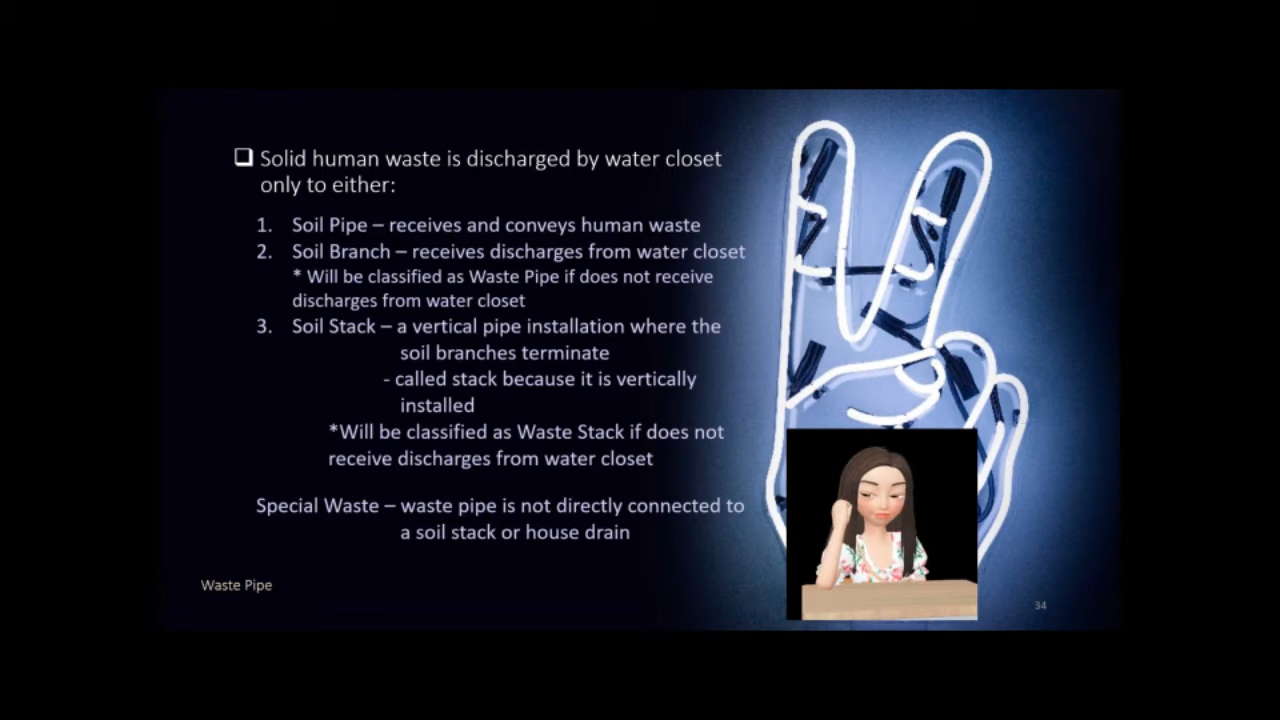 ❑ Solid human waste is discharged by water closet
only to either:
1. Soil Pipe – receives and conveys human waste
2. Soil Branch – receives discharges from water closet
* Will be classified as Waste Pipe if does not receive
discharges from water closet
3. Soil Stack – a vertical pipe installation where the
soil branches terminate
- called stack because it is vertically
installed
*Will be classified as Waste Stack if does not
receive discharges from water closet
Special Waste – waste pipe is not directly connected to
a soil stack or house drain
Waste Pipe
34